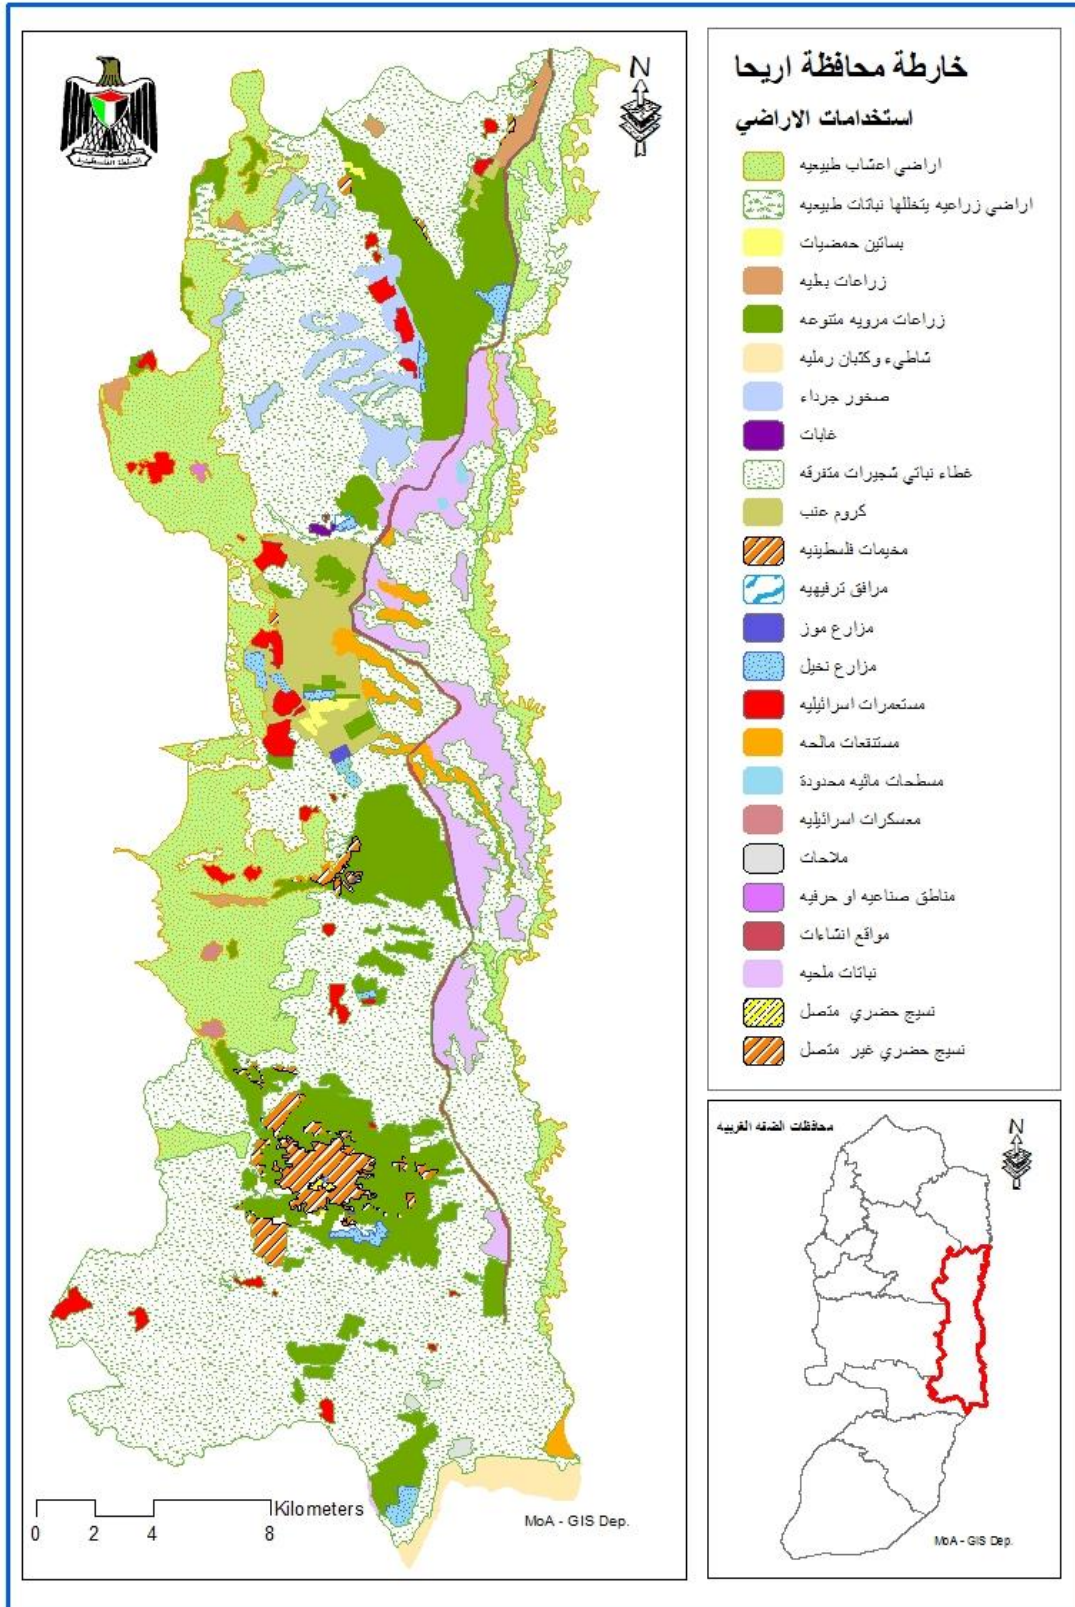 خارطة محافظة اريحا
استخدامات الاراضي
اراضي اعشاب طبيعيه
اراضي زراعيه يتخللها نباتات طبيعيه
بساتين حمضيات
زراعات بعليه
زراعات مرويه متنوعه
شاطيء وكثبان رمليه
صخور جرداء
غابات
غطاء نباتي شجيرات متفرقه
كروم عنب
مخيمات فلسطينيه
مرافق ترفيهيه
مزارع موز
مزارع نخيل
مستعمرات اسرائيليه
مستنقعات مالحه
مسطحات مائيه محدودة
معسكرات اسرائيليه
ملاحات
مناطق صناعيه او حرفيه
مواقع انشاءات
نباتات ملحيه
نسيج حضري متصل
نسيج حضري غير متصل
N
السلطة الفلسطينية
Kilometers
0 2 4 8
MoA - GIS Dep.
محافظات الضفه الغربيه
N
MoA - GIS Dep.